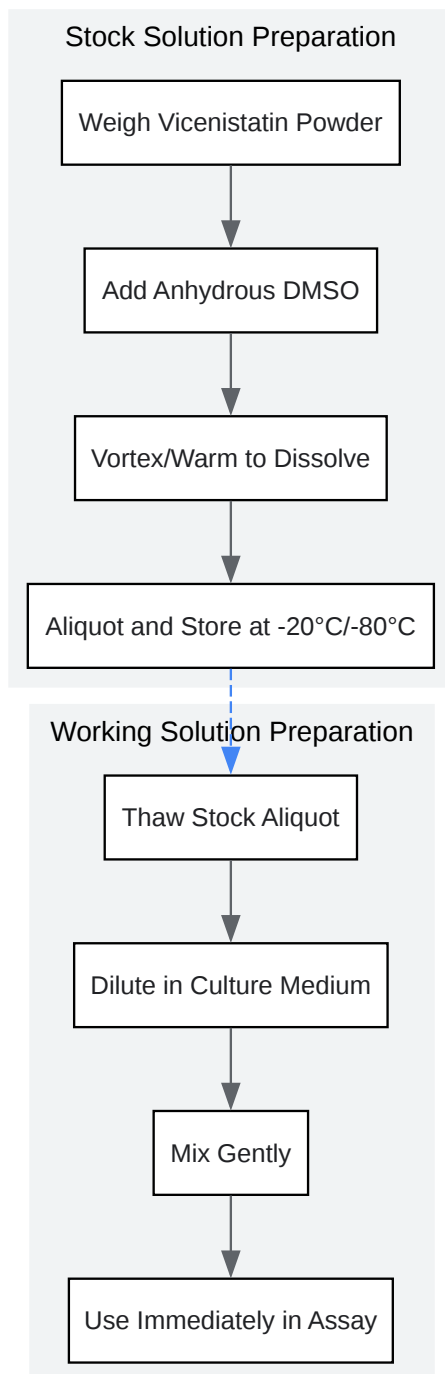 Stock Solution Preparation
Weigh Vicenistatin Powder
Add Anhydrous DMSO
Vortex/Warm to Dissolve
Aliquot and Store at -20°C/-80°C
Working Solution Preparation
Thaw Stock Aliquot
Dilute in Culture Medium
Mix Gently
Use Immediately in Assay